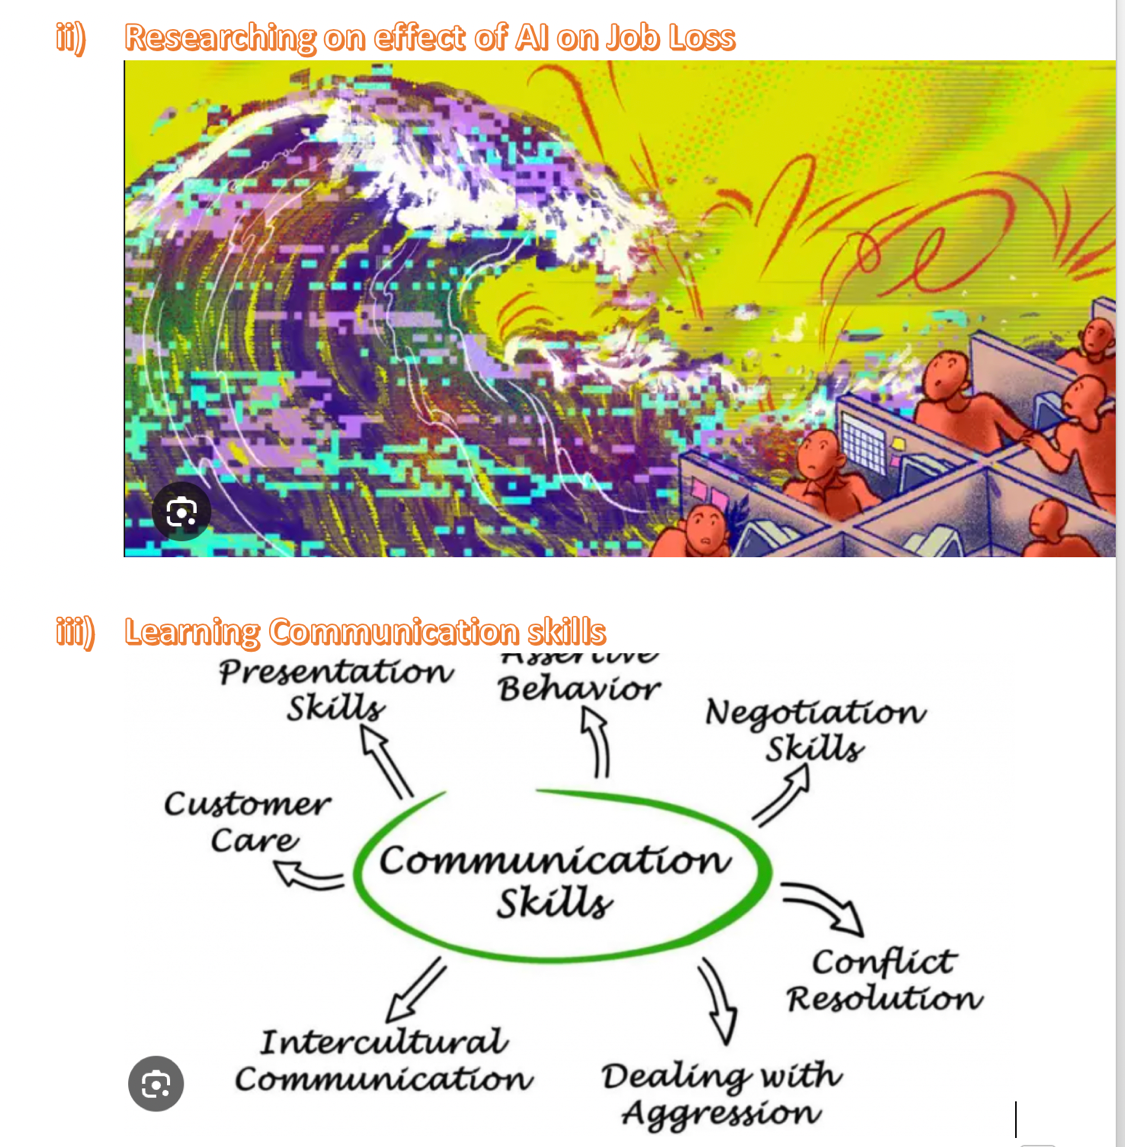 ii) Researching on effect of AI on Job Loss
iii) Learning Communication skills
Presentation
Skills
Assertive
Behavior
Negotiation
Skills
Customer
Care
Communication
Skills
Conflict
Resolution
Intercultural
Communication
Dealing with
Aggression